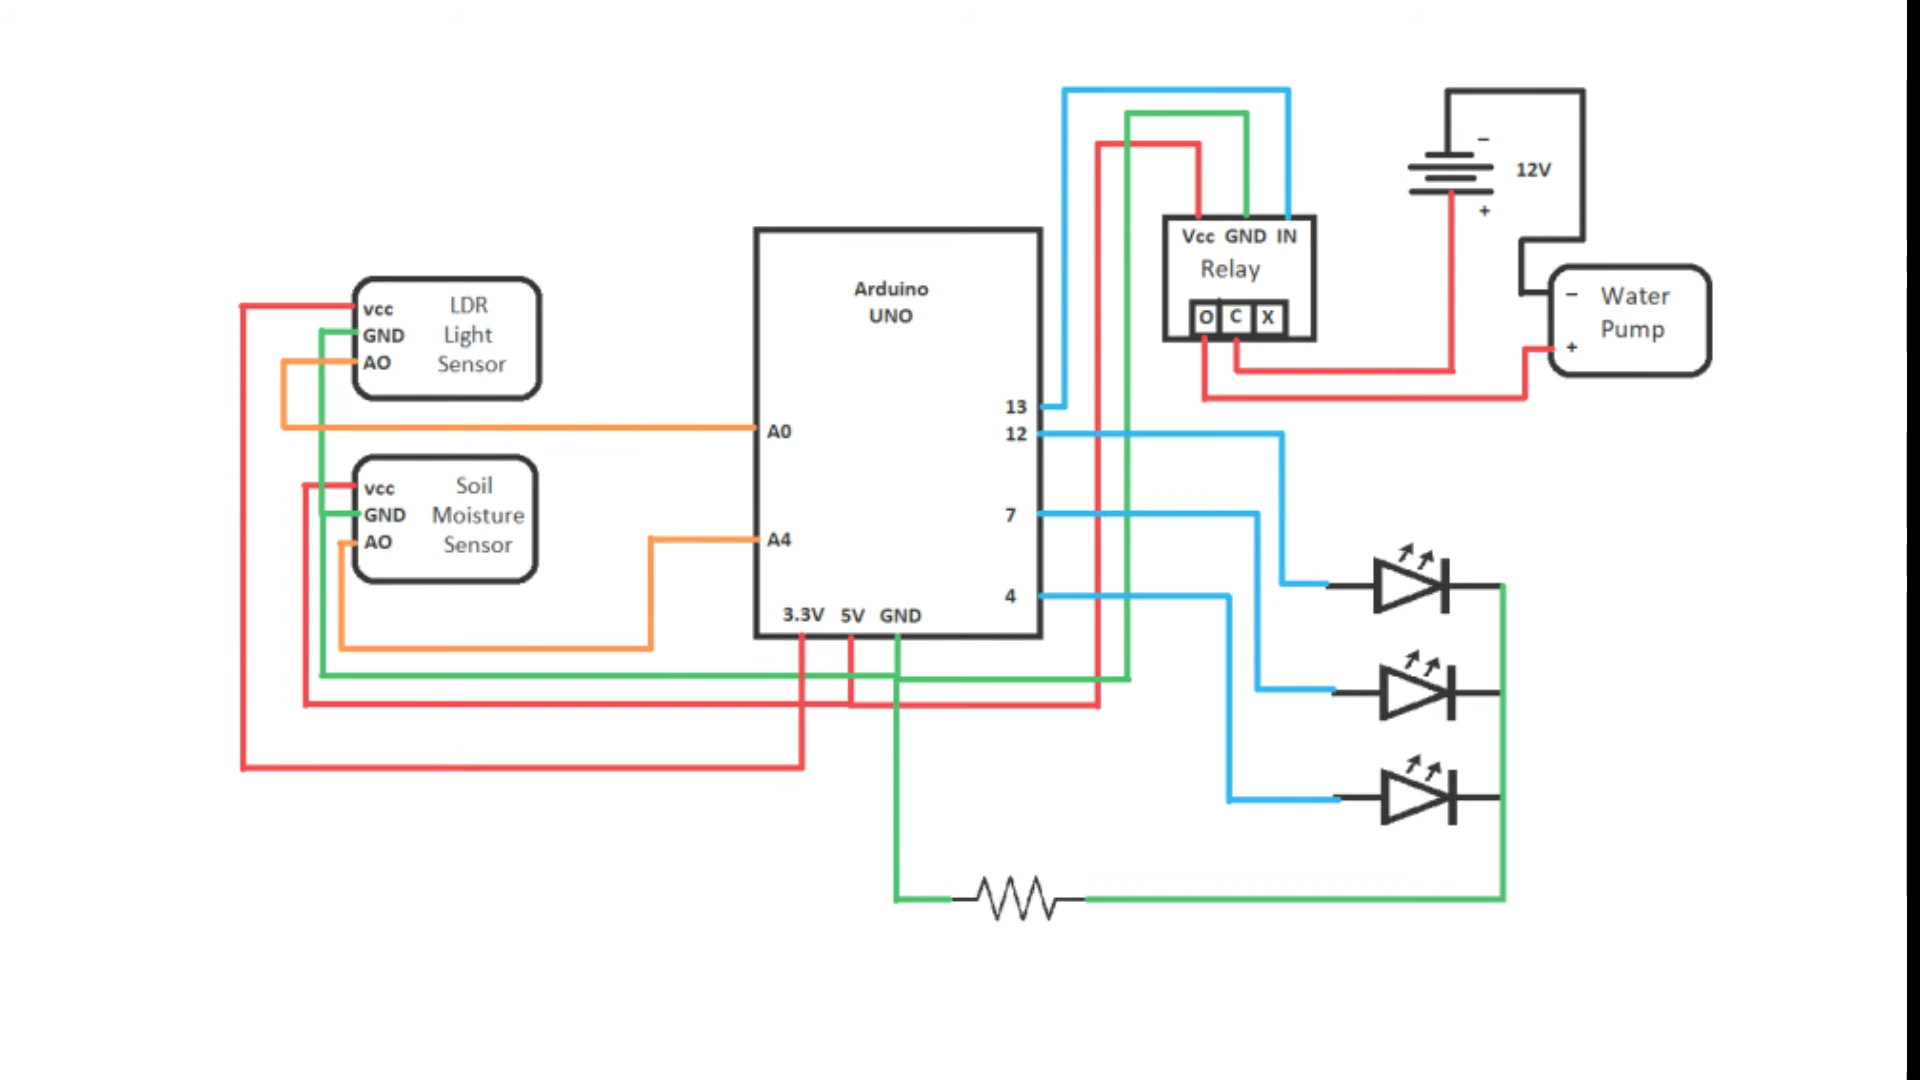 Arduino
UNO
13
12
7
4
A0
A4
3.3V 5V GND
vcc
GND
AO
LDR
Light
Sensor
vcc
GND
AO
Soil
Moisture
Sensor
Vcc GND IN
Relay
O C X
−
12V
+
− Water
Pump
+